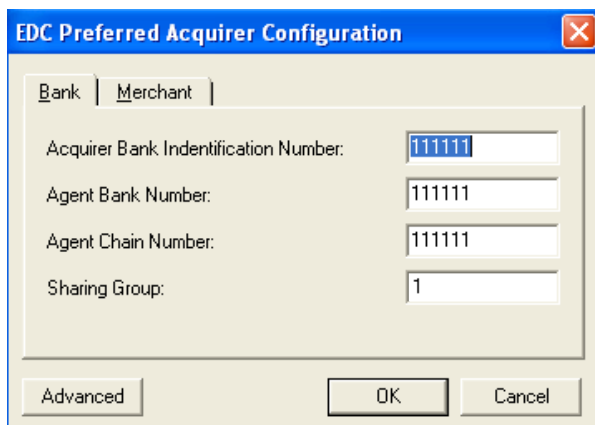 EDC Preferred Acquirer Configuration
Bank Merchant
Acquirer Bank Indentification Number: 111111
Agent Bank Number: 111111
Agent Chain Number: 111111
Sharing Group: 1
Advanced OK Cancel